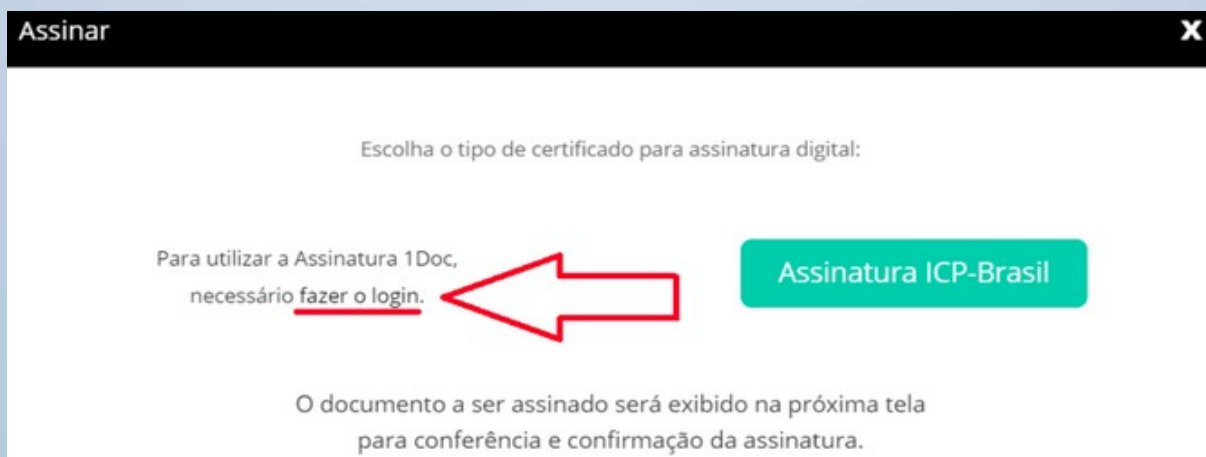 Assinar X
Escolha o tipo de certificado para assinatura digital:
Para utilizar a Assinatura 1Doc,
necessário fazer o login.
Assinatura ICP-Brasil
O documento a ser assinado será exibido na próxima tela
para conferência e confirmação da assinatura.